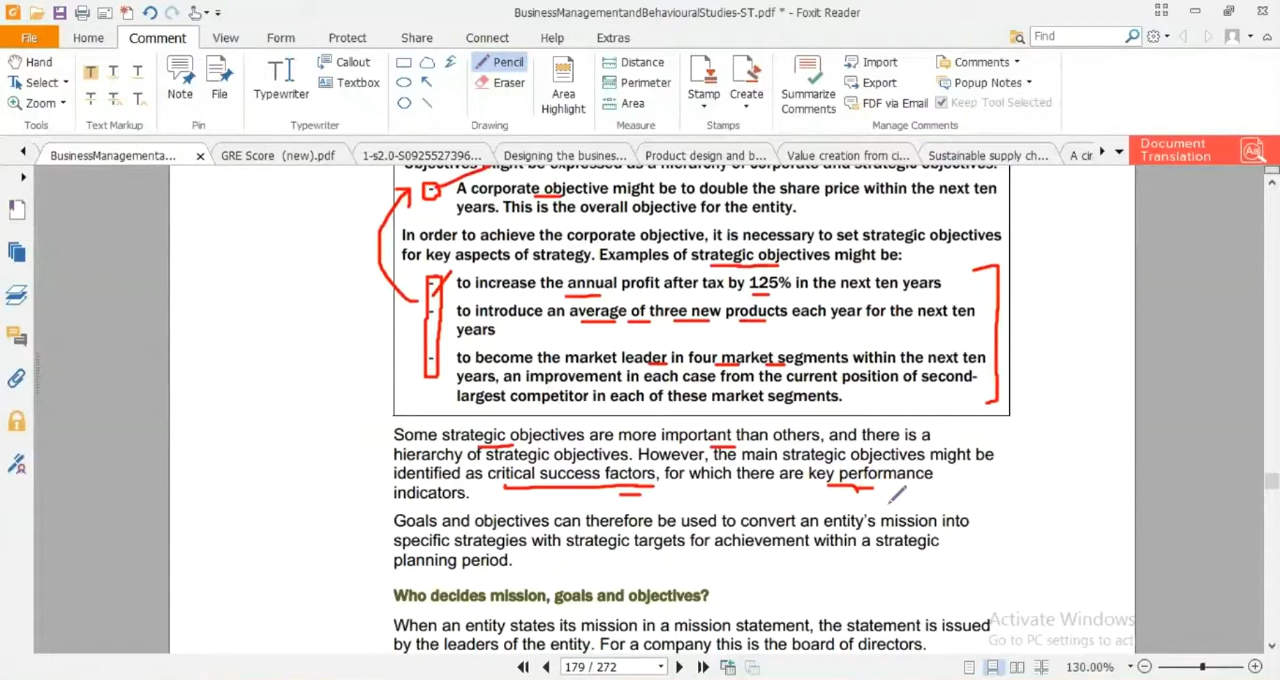 BusinessManagementandBehaviouralStudies-ST.pdf * - Foxit Reader
File Home Comment View Form Protect Share Connect Help Extras Find
Hand Select Zoom Tools
T T T T T T Text Markup
Note File Pin
Typewriter Callout Textbox Typewriter
Pencil Eraser Area Highlight Drawing
Distance Perimeter Area Measure
Stamp Create Stamps
Summarize Comments Import Export FDF via Email Comments Popup Notes Keep Tool Selected Manage Comments
BusinessManagementa... GRE Score (new).pdf 1-s2.0-S0925527396... Designing the busines... Product design and b... Value creation from ci... Sustainable supply ch... A cir
Document Translation
Objectives might be expressed as a hierarchy of corporate and strategic objectives.
- A corporate objective might be to double the share price within the next ten
years. This is the overall objective for the entity.
In order to achieve the corporate objective, it is necessary to set strategic objectives
for key aspects of strategy. Examples of strategic objectives might be:
- to increase the annual profit after tax by 125% in the next ten years
- to introduce an average of three new products each year for the next ten
years
- to become the market leader in four market segments within the next ten
years, an improvement in each case from the current position of second-
largest competitor in each of these market segments.
Some strategic objectives are more important than others, and there is a
hierarchy of strategic objectives. However, the main strategic objectives might be
identified as critical success factors, for which there are key performance
indicators.
Goals and objectives can therefore be used to convert an entity's mission into
specific strategies with strategic targets for achievement within a strategic
planning period.
Who decides mission, goals and objectives?
When an entity states its mission in a mission statement, the statement is issued
by the leaders of the entity. For a company this is the board of directors.
Activate Windows
Go to PC settings to act
179 / 272
130.00%